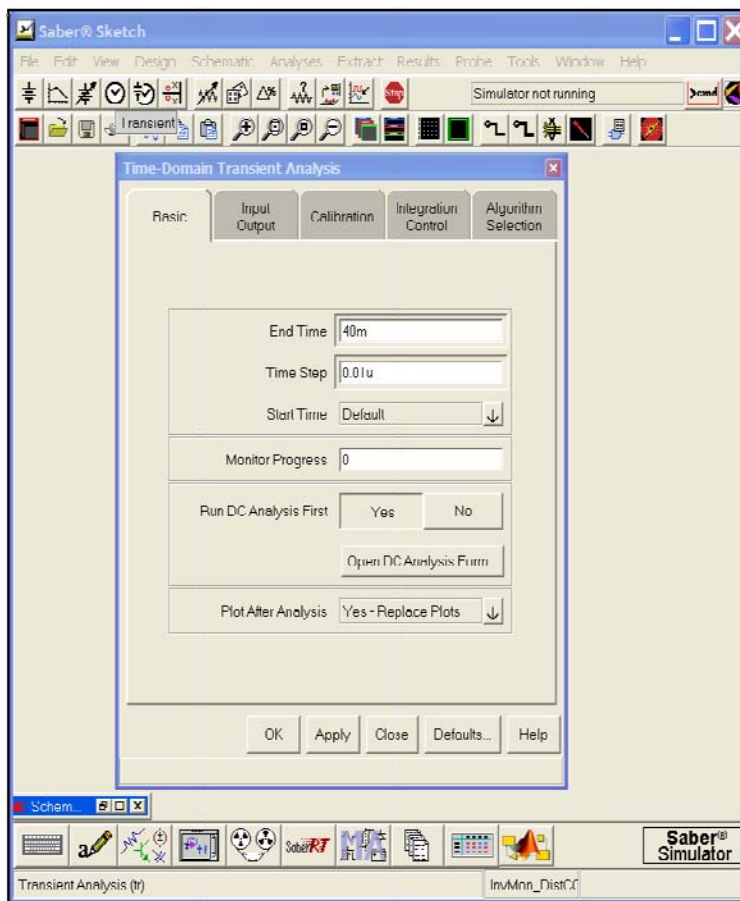 Saber® Sketch
File Edit View Design Schematic Analyses Extract Results Probe Tools Window Help
Stop
Simulator not running
>cmd
Transient
Time-Domain Transient Analysis
Basic
Input Output
Calibration
Integration Control
Algorithm Selection
End Time 40m
Time Step 0.01u
Start Time Default
Monitor Progress 0
Run DC Analysis First Yes No
Open DC Analysis Form...
Plot After Analysis Yes - Replace Plots
OK Apply Close Defaults... Help
Schem...
SaberRT
Saber® Simulator
Transient Analysis (tr)